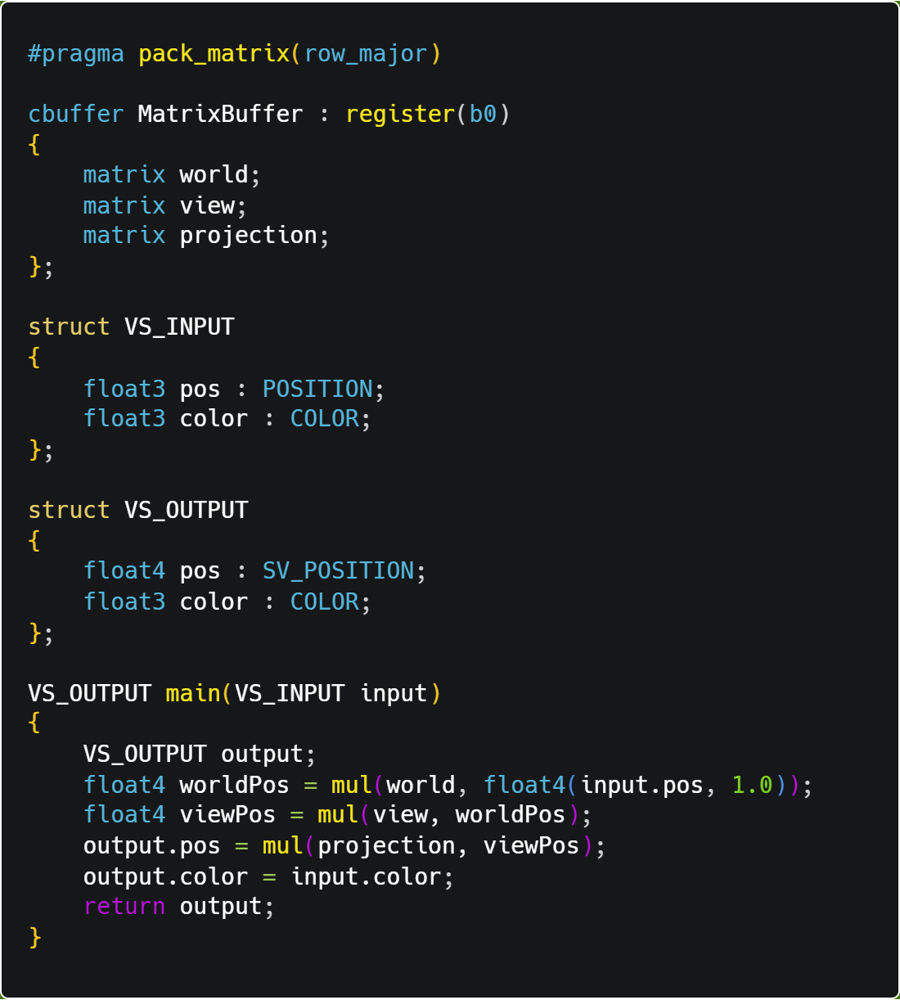 #pragma pack_matrix(row_major)

cbuffer MatrixBuffer : register(b0)
{
    matrix world;
    matrix view;
    matrix projection;
};

struct VS_INPUT
{
    float3 pos : POSITION;
    float3 color : COLOR;
};

struct VS_OUTPUT
{
    float4 pos : SV_POSITION;
    float3 color : COLOR;
};

VS_OUTPUT main(VS_INPUT input)
{
    VS_OUTPUT output;
    float4 worldPos = mul(world, float4(input.pos, 1.0));
    float4 viewPos = mul(view, worldPos);
    output.pos = mul(projection, viewPos);
    output.color = input.color;
    return output;
}